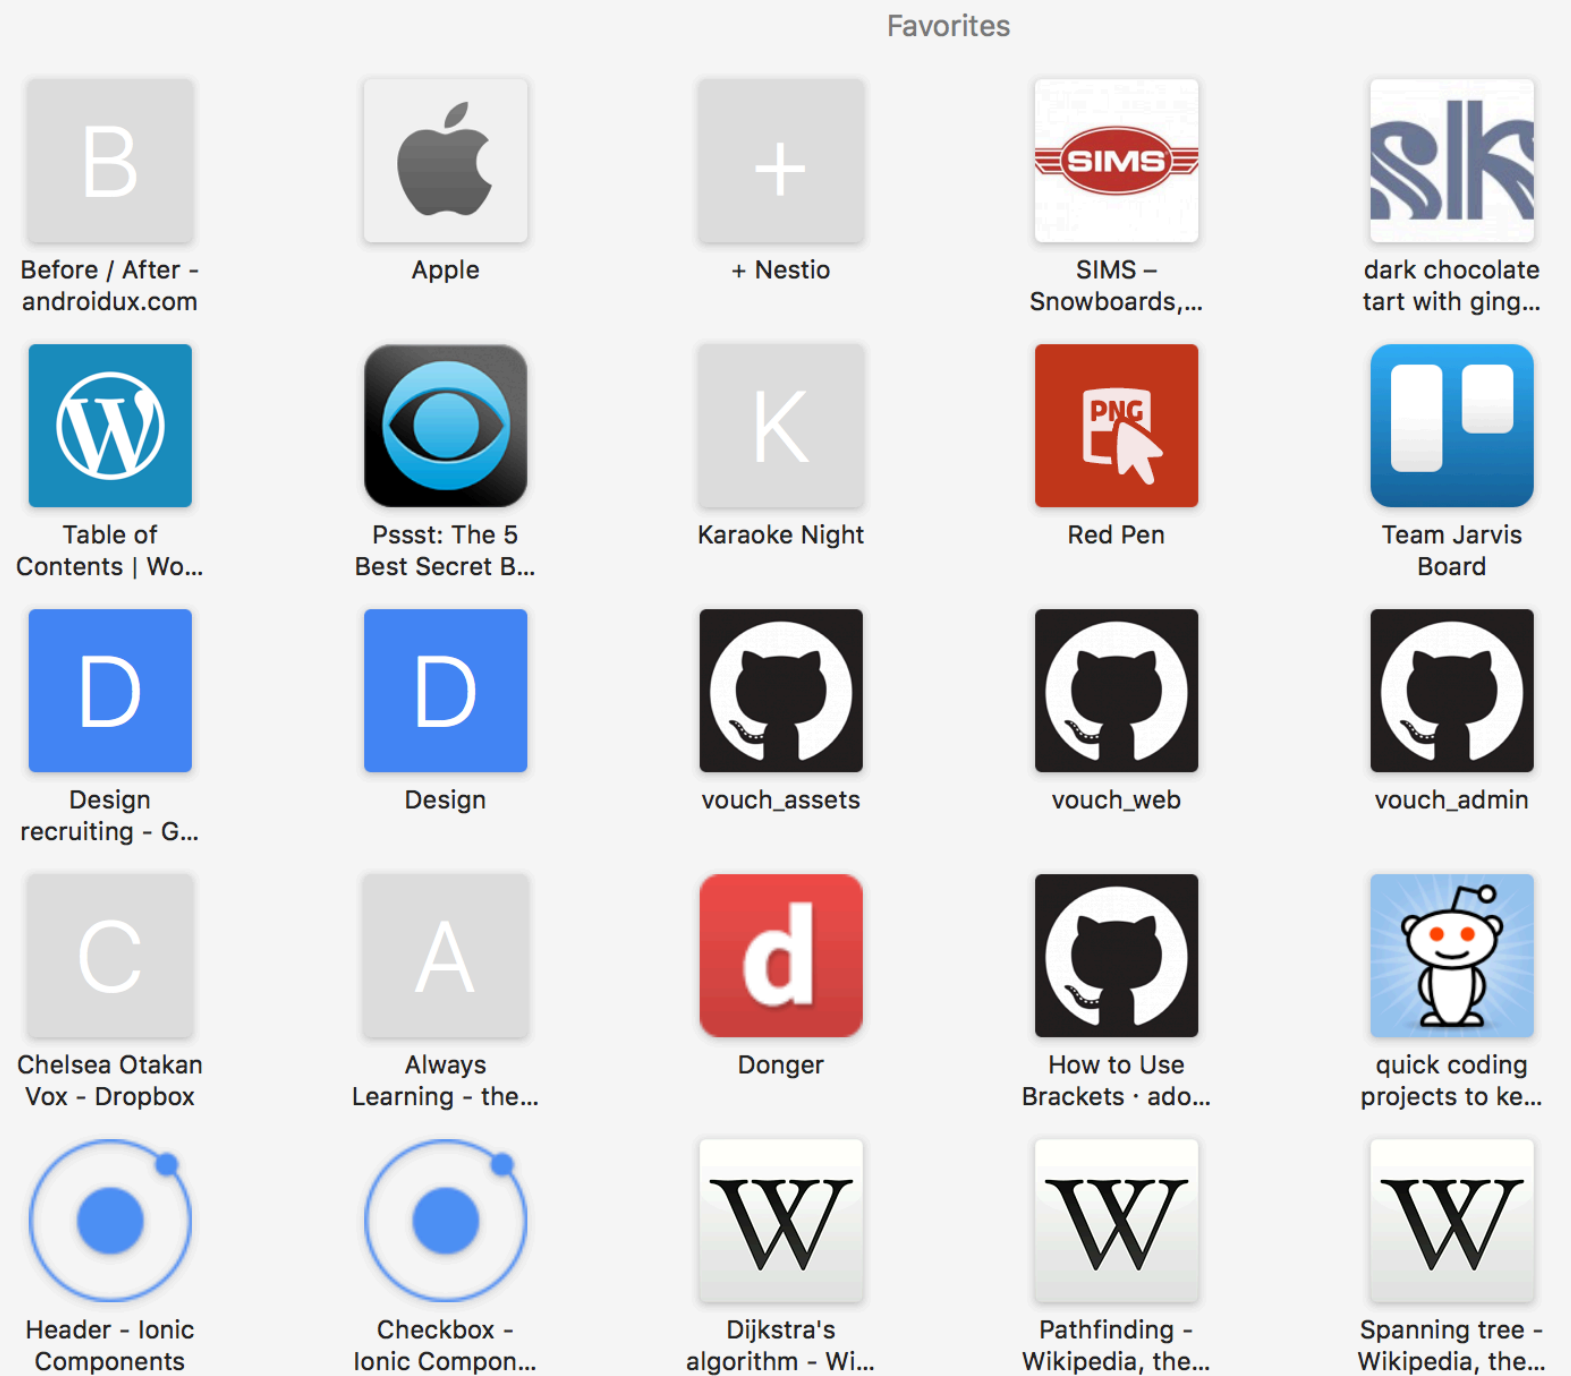 Favorites
B
+
SIMS
sk
Before / After -
androidux.com
Apple
+ Nestio
SIMS –
Snowboards,...
dark chocolate
tart with ging...
W
K
PNG
Table of
Contents | Wo...
Pssst: The 5
Best Secret B...
Karaoke Night
Red Pen
Team Jarvis
Board
D
D
Design
recruiting - G...
Design
vouch_assets
vouch_web
vouch_admin
C
A
d
Chelsea Otakan
Vox - Dropbox
Always
Learning - the...
Donger
How to Use
Brackets · ado...
quick coding
projects to ke...
W
W
W
Header - Ionic
Components
Checkbox -
Ionic Compon...
Dijkstra's
algorithm - Wi...
Pathfinding -
Wikipedia, the...
Spanning tree -
Wikipedia, the...